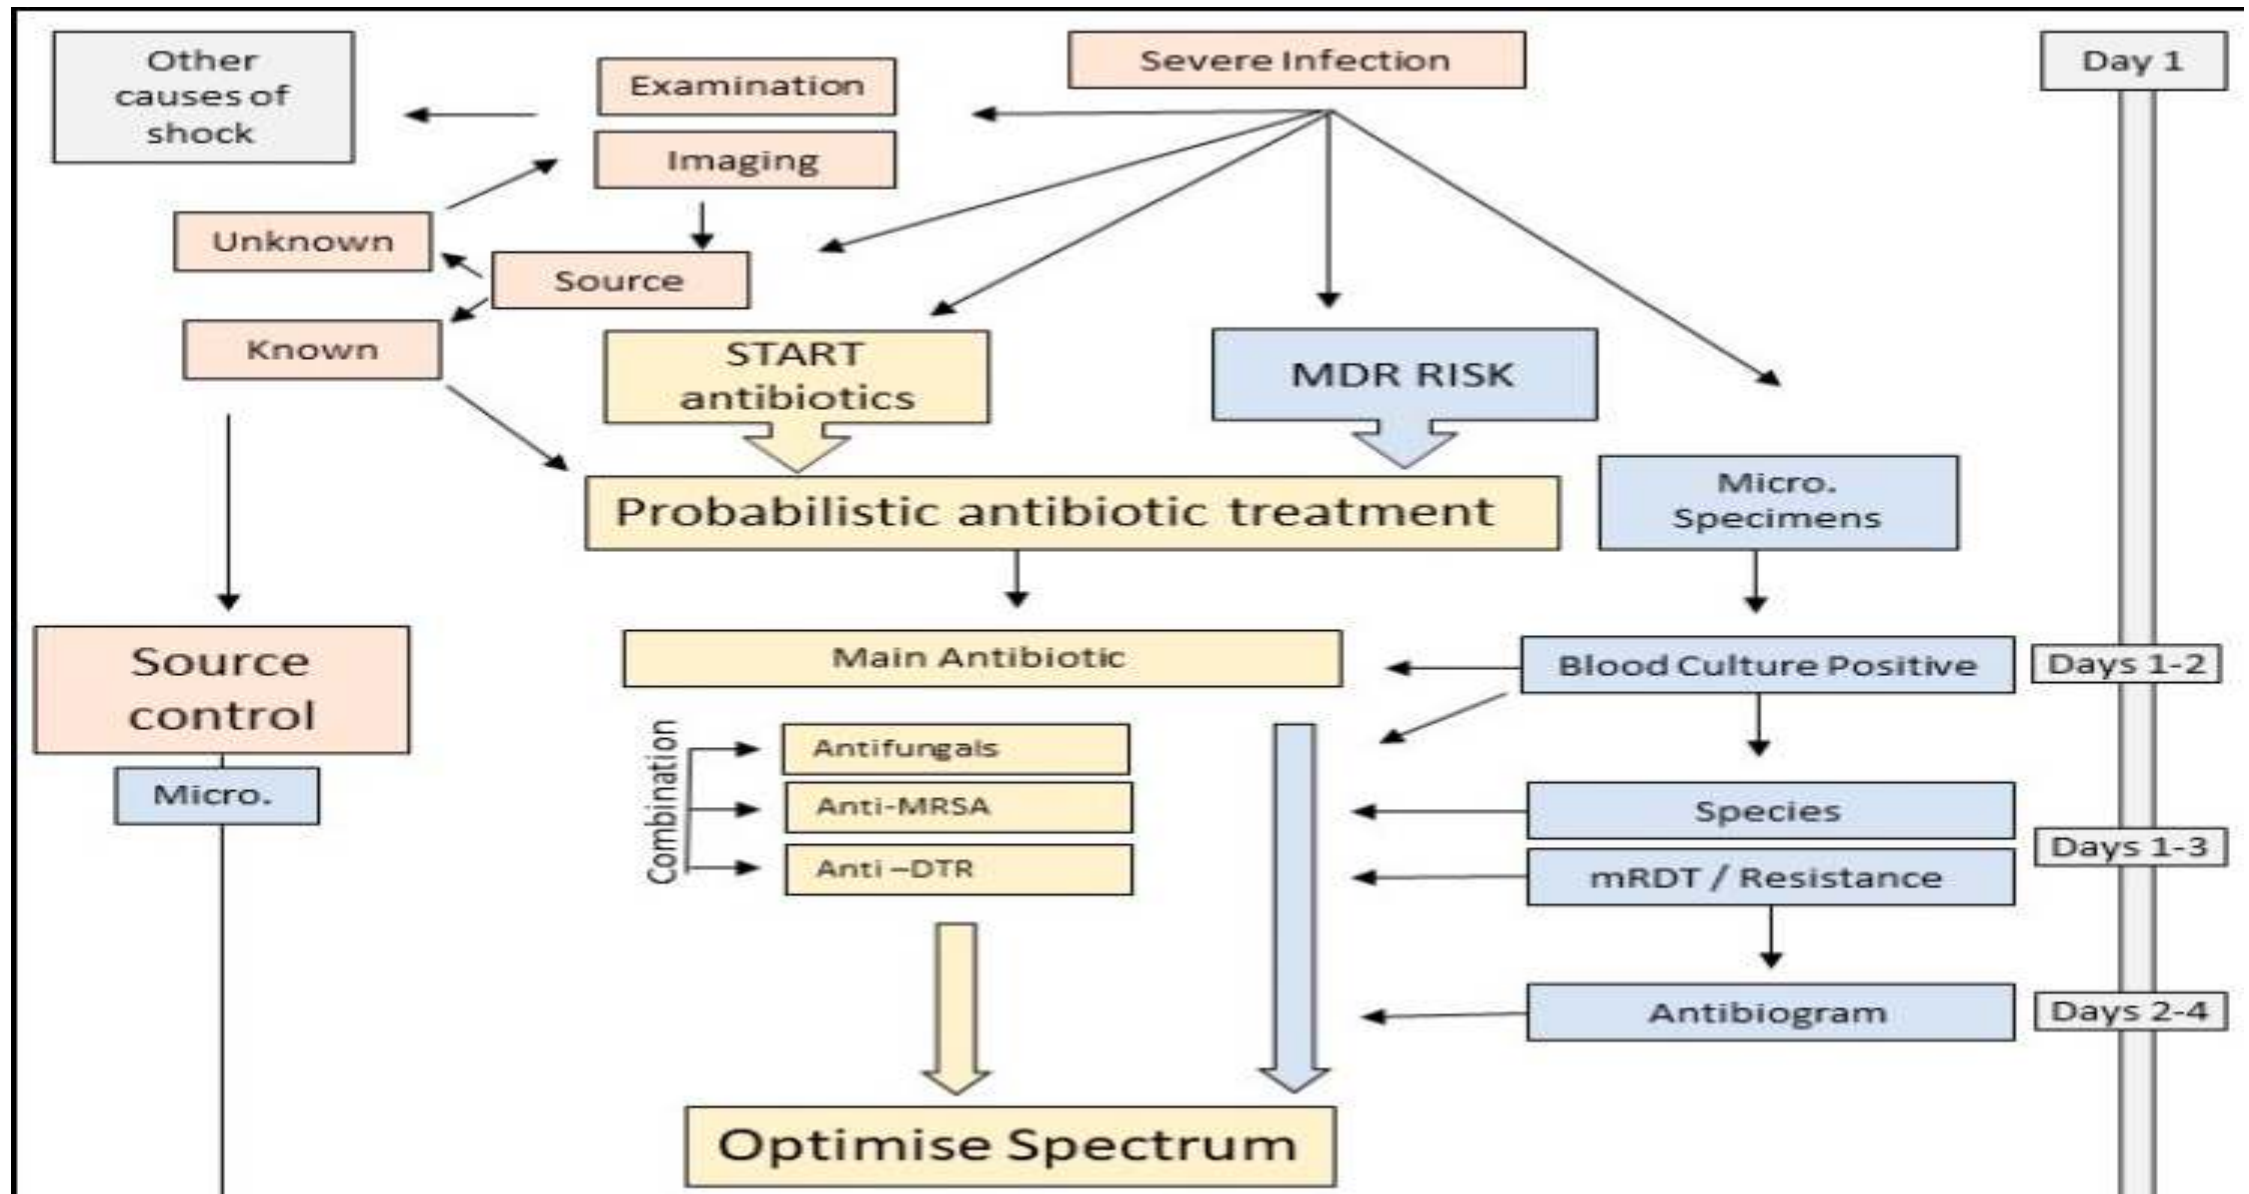 Other
causes of
shock
Examination
Severe Infection
Day 1
Imaging
Unknown
Source
Known
START
antibiotics
MDR RISK
Probabilistic antibiotic treatment
Micro.
Specimens
Source
control
Main Antibiotic
Blood Culture Positive
Days 1-2
Micro.
Combination
Antifungals
Anti-MRSA
Anti –DTR
Species
mRDT / Resistance
Days 1-3
Antibiogram
Days 2-4
Optimise Spectrum